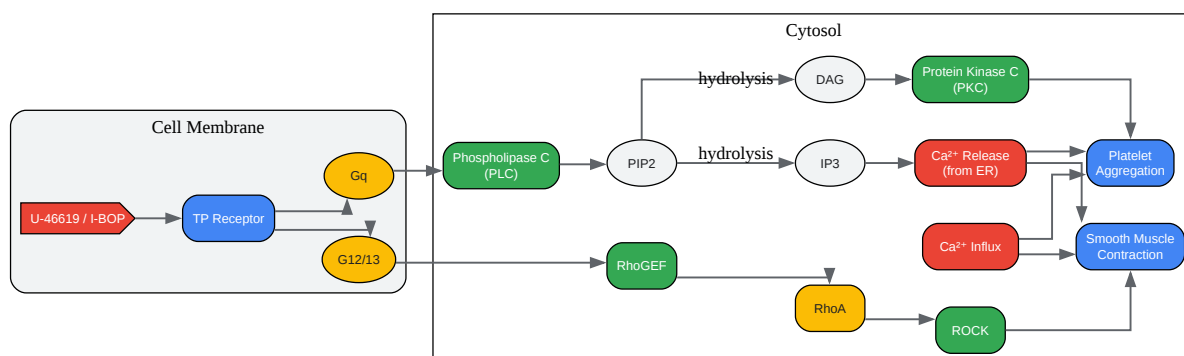 Cytosol
Cell Membrane
hydrolysis
DAG
Protein Kinase C
(PKC)
U-46619 / I-BOP
TP Receptor
Gq
G12/13
Phospholipase C
(PLC)
PIP2
hydrolysis
IP3
Ca²⁺ Release
(from ER)
Platelet
Aggregation
Ca²⁺ Influx
Smooth Muscle
Contraction
RhoGEF
RhoA
ROCK